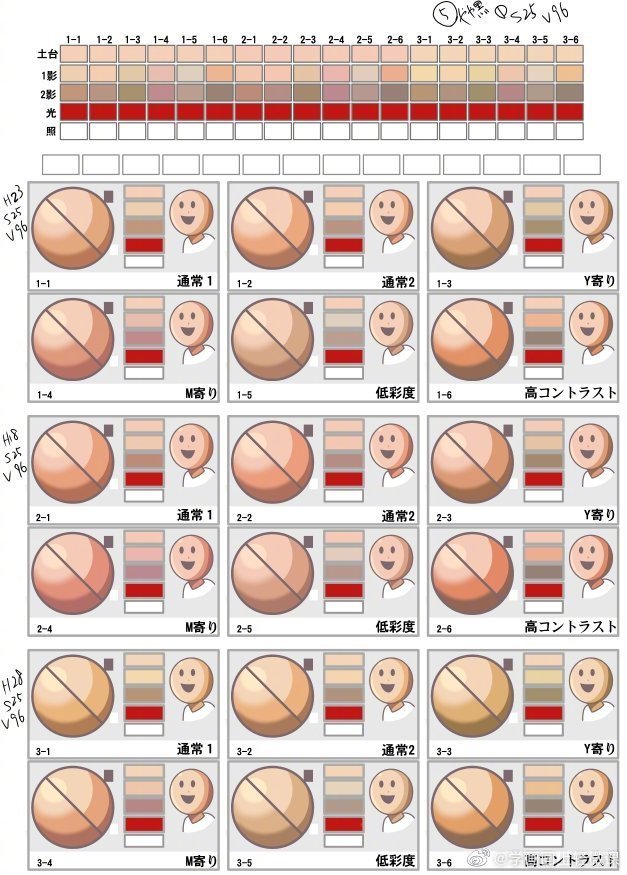 ⑤ やや黒 ① S25 V96
1-1 1-2 1-3 1-4 1-5 1-6 2-1 2-2 2-3 2-4 2-5 2-6 3-1 3-2 3-3 3-4 3-5 3-6
土台
1影
2影
光
照
H23
S25
V96
1-1 通常1
1-2 通常2
1-3 Y寄り
1-4 M寄り
1-5 低彩度
1-6 高コントラスト
H18
S25
V96
2-1 通常1
2-2 通常2
2-3 Y寄り
2-4 M寄り
2-5 低彩度
2-6 高コントラスト
H28
S25
V96
3-1 通常1
3-2 通常2
3-3 Y寄り
3-4 M寄り
3-5 低彩度
3-6 高コントラスト